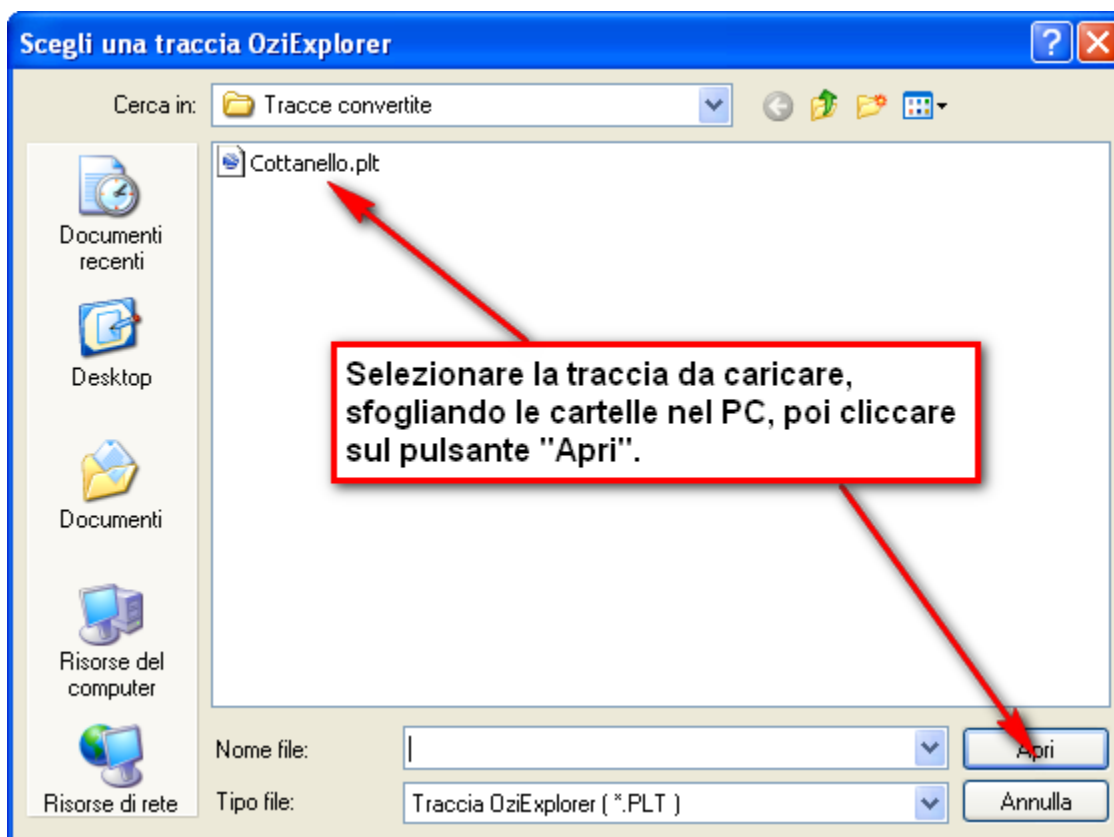 Scegli una traccia OziExplorer
Cerca in:
Tracce convertite
Cottanello.plt
Documenti
recenti
Desktop
Documenti
Risorse del
computer
Risorse di rete
Selezionare la traccia da caricare,
sfogliando le cartelle nel PC, poi cliccare
sul pulsante "Apri".
Nome file:
Apri
Tipo file:
Traccia OziExplorer ( *.PLT )
Annulla